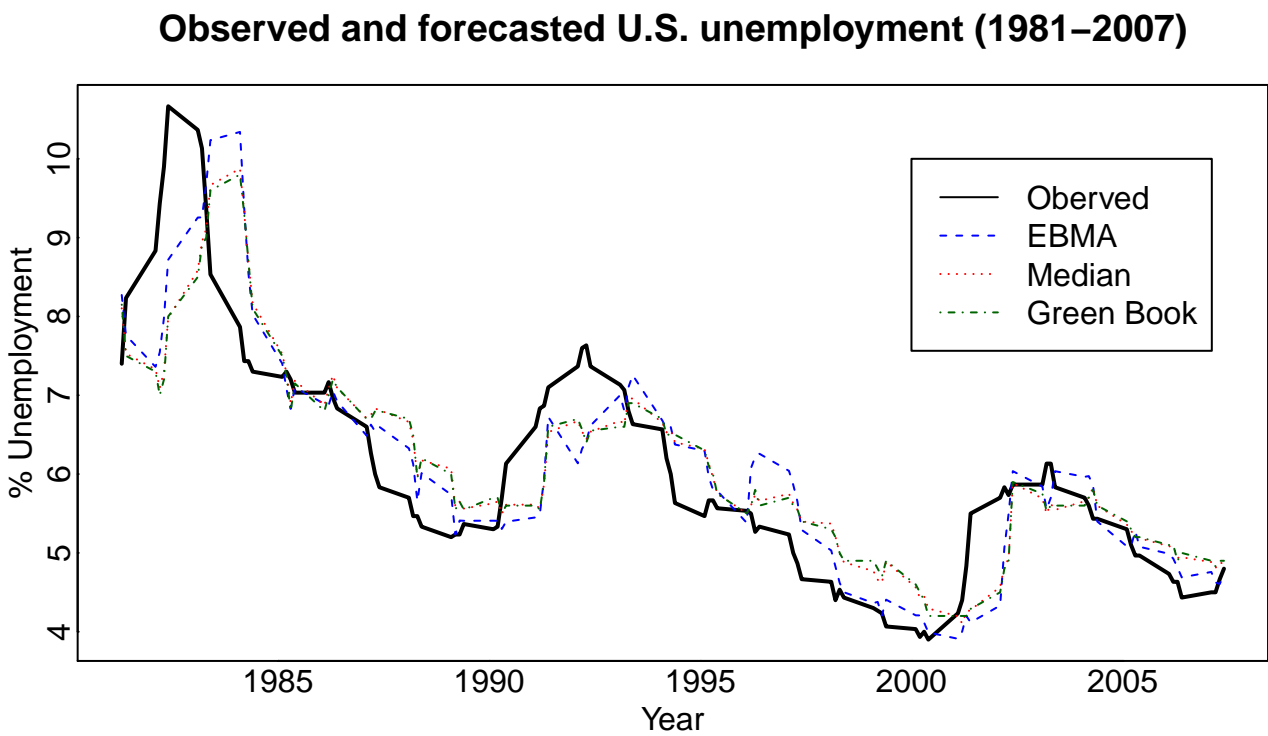 Observed and forecasted U.S. unemployment (1981–2007)
% Unemployment
10
9
8
7
6
5
4
Oberved
EBMA
Median
Green Book
1985 1990 1995 2000 2005
Year